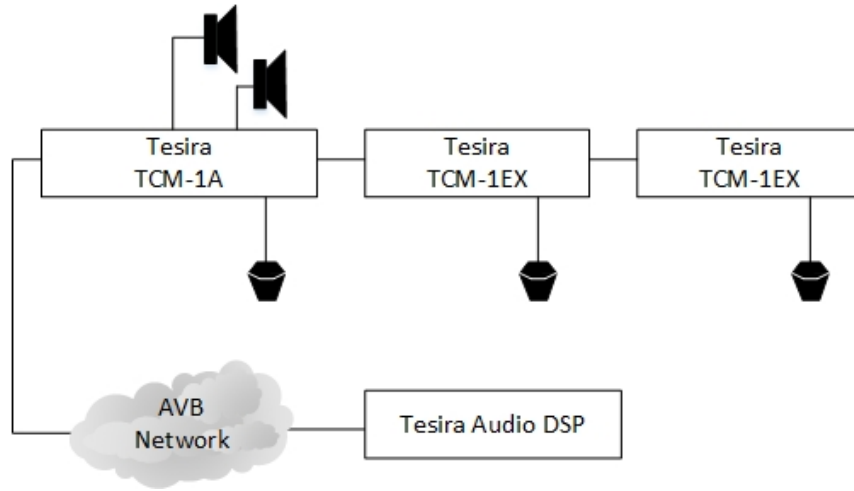 Tesira
TCM-1A
Tesira
TCM-1EX
Tesira
TCM-1EX
AVB
Network
Tesira Audio DSP